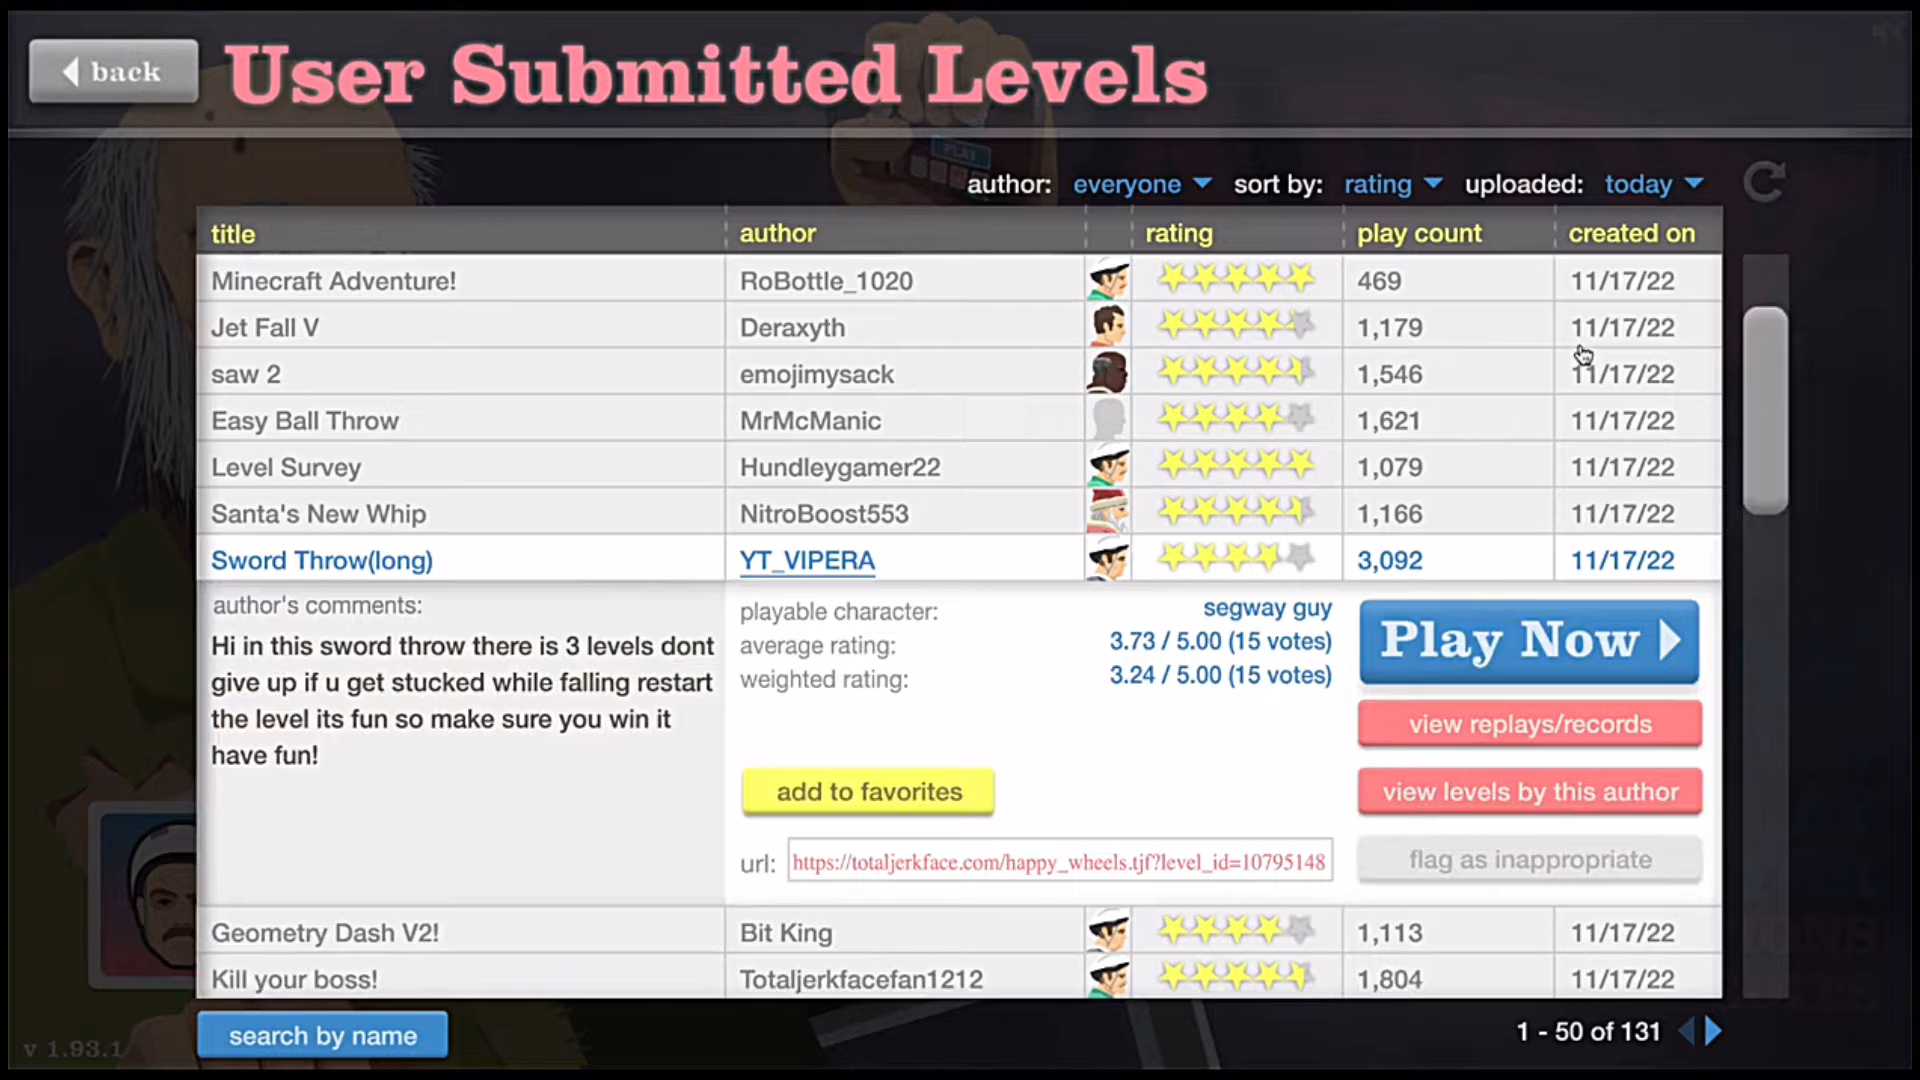 back
User Submitted Levels
PLAY
author: everyone sort by: rating uploaded: today
title author rating play count created on
Minecraft Adventure! RoBottle_1020 469 11/17/22
Jet Fall V Deraxyth 1,179 11/17/22
saw 2 emojimysack 1,546 11/17/22
Easy Ball Throw MrMcManic 1,621 11/17/22
Level Survey Hundleygamer22 1,079 11/17/22
Santa's New Whip NitroBoost553 1,166 11/17/22
Sword Throw(long) YT_VIPERA 3,092 11/17/22
author's comments:
Hi in this sword throw there is 3 levels dont
give up if u get stucked while falling restart
the level its fun so make sure you win it
have fun!
playable character: segway guy
average rating: 3.73 / 5.00 (15 votes)
weighted rating: 3.24 / 5.00 (15 votes)
add to favorites
url: https://totaljerkface.com/happy_wheels.tjf?level_id=10795148
Play Now
view replays/records
view levels by this author
flag as inappropriate
Geometry Dash V2! Bit King 1,113 11/17/22
Kill your boss! Totaljerkfacefan1212 1,804 11/17/22
search by name
1 - 50 of 131
v 1.93.1